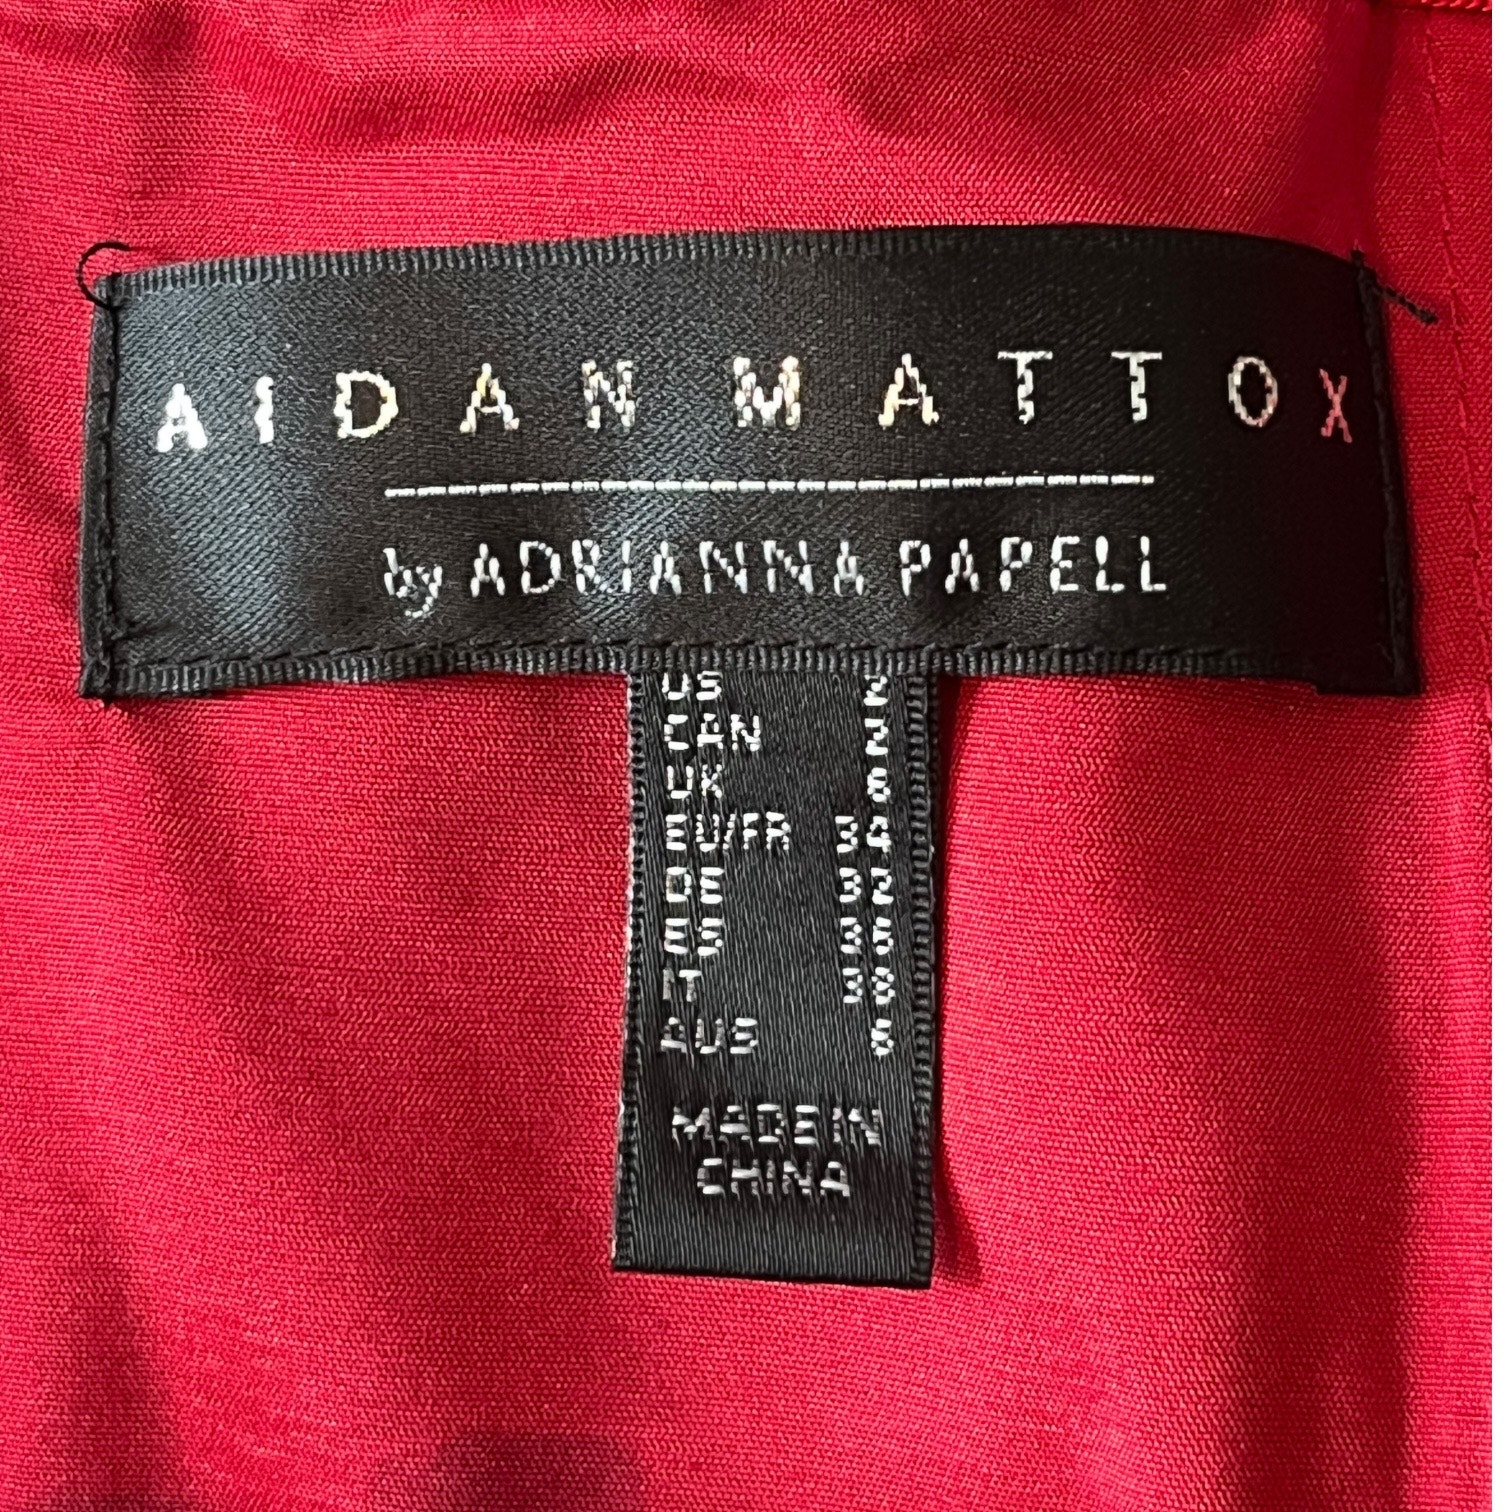 AIDAN MATTOX
by ADRIANNA PAPELL
US 2
CAN 2
UK 6
EU/FR 34
DE 32
ES 36
IT 38
AUS 6
MADE IN
CHINA